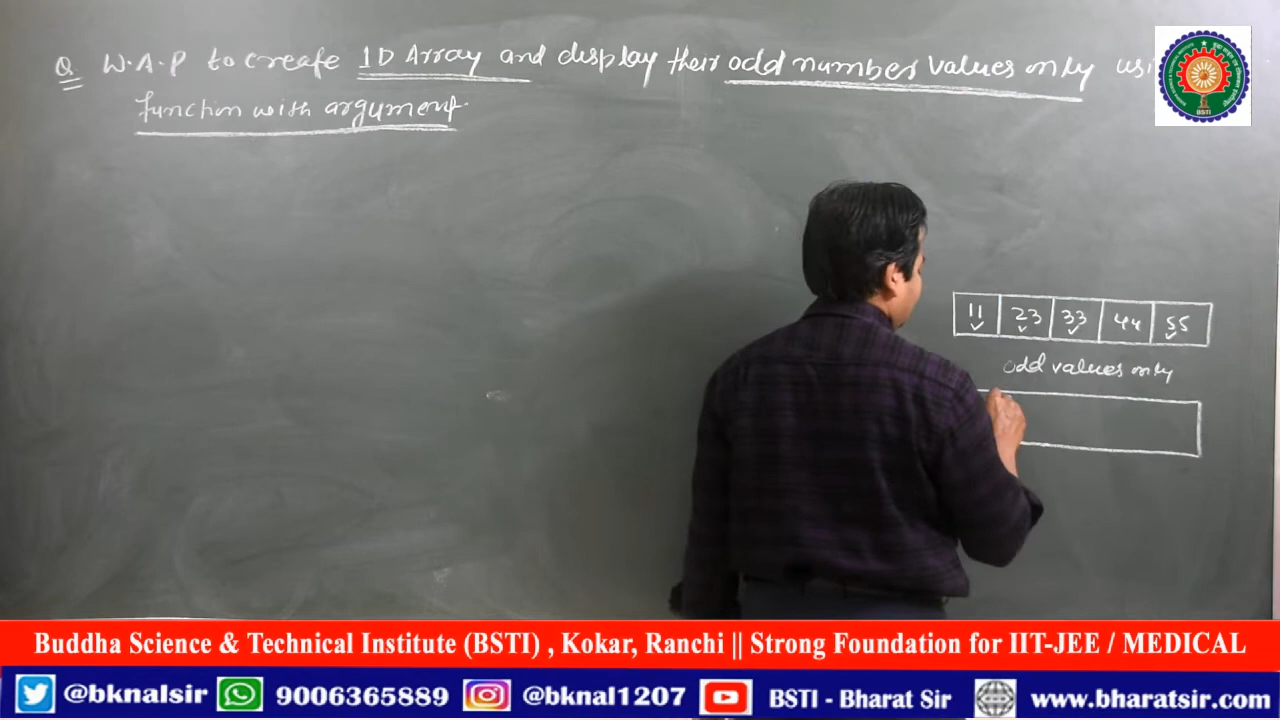 Q W.A.P to create 1D Array and display their odd number values only usi
function with argument.
11 23 33 44 55
odd values only
BSTI
Buddha Science & Technical Institute (BSTI) , Kokar, Ranchi || Strong Foundation for IIT-JEE / MEDICAL
@bknalsir 9006365889 @bknal1207 BSTI - Bharat Sir www.bharatsir.com